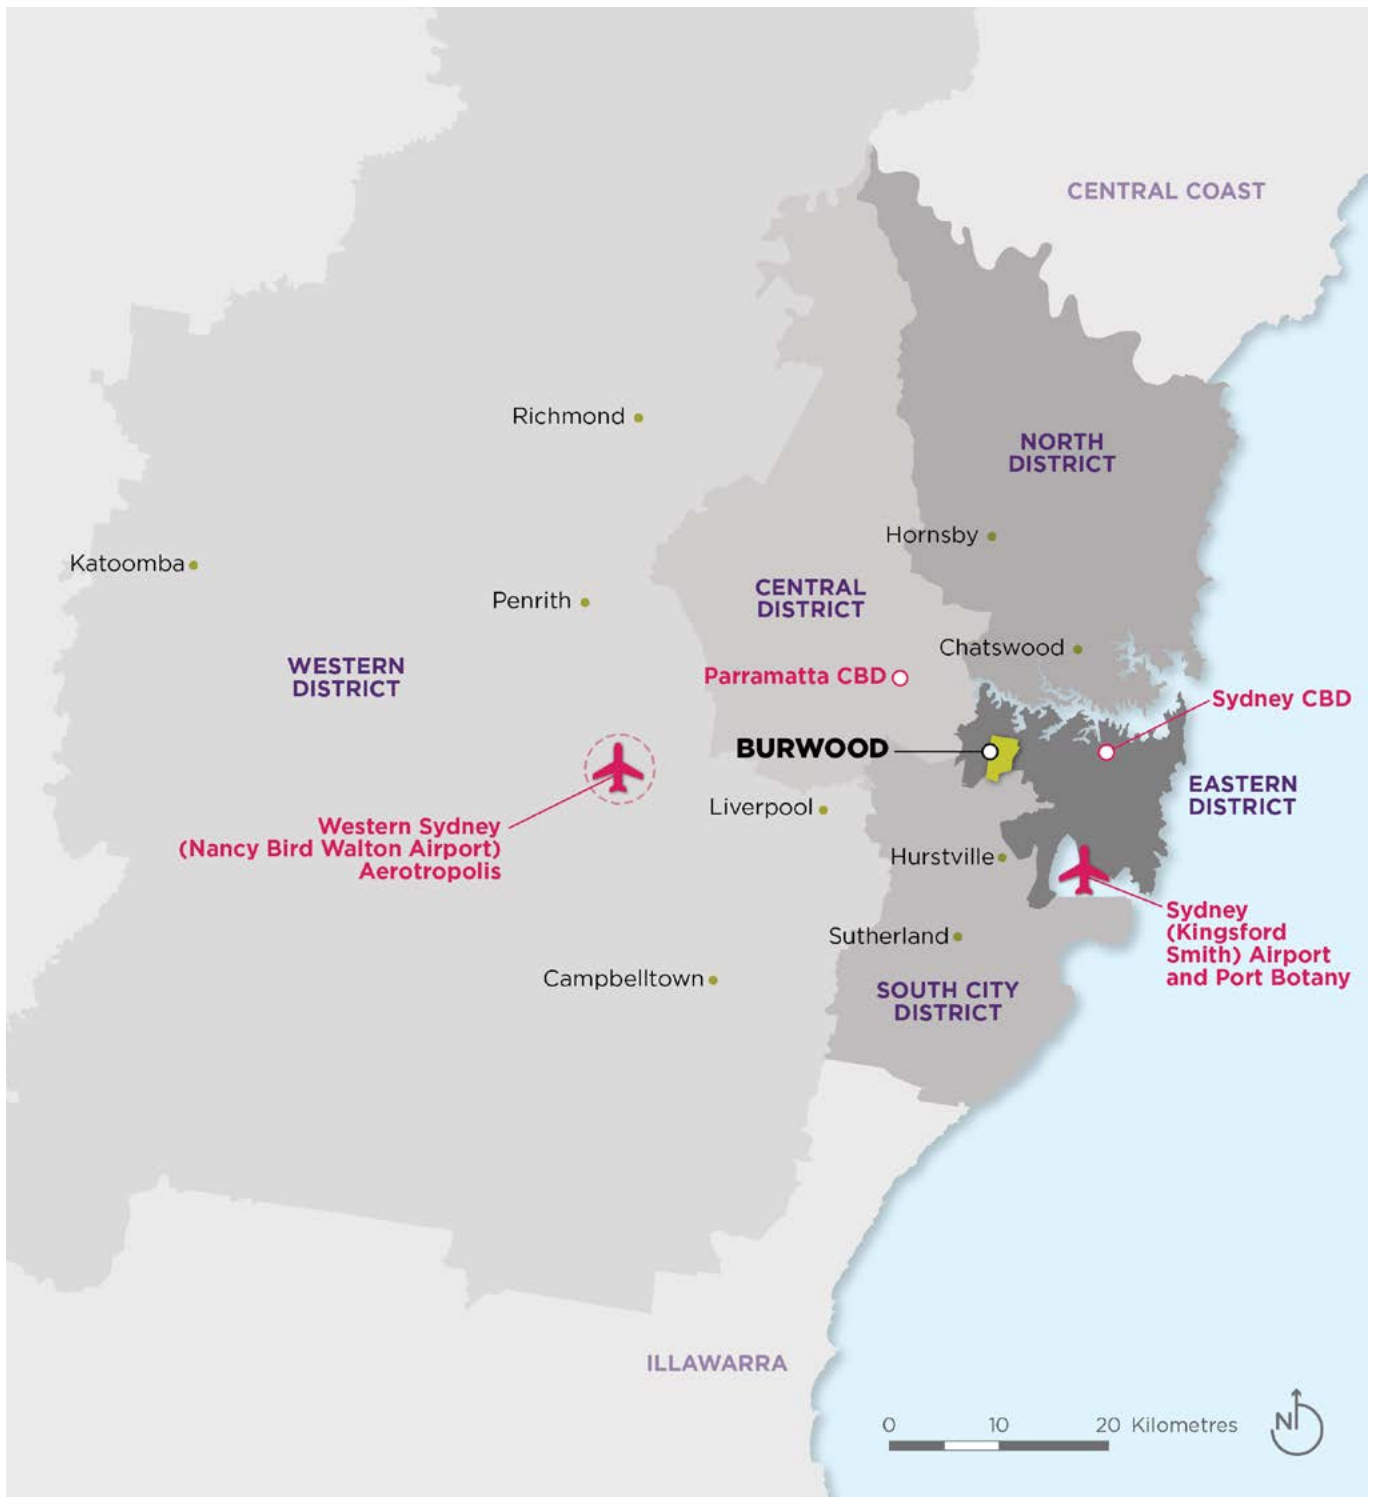 CENTRAL COAST
Richmond
NORTH
DISTRICT
Hornsby
Katoomba
Penrith
CENTRAL
DISTRICT
Chatswood
WESTERN
DISTRICT
Parramatta CBD
Sydney CBD
BURWOOD
EASTERN
DISTRICT
Liverpool
Western Sydney
(Nancy Bird Walton Airport)
Aerotropolis
Hurstville
Sydney
(Kingsford
Smith) Airport
and Port Botany
Sutherland
Campbelltown
SOUTH CITY
DISTRICT
ILLAWARRA
0 10 20 Kilometres
N